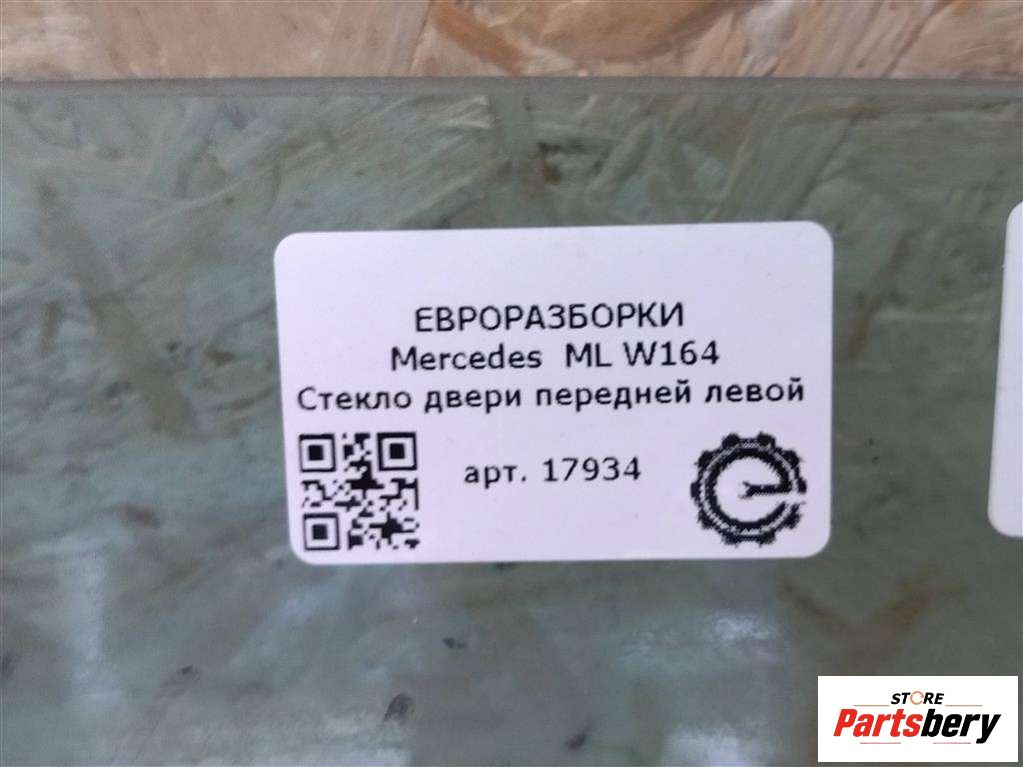 ЕВРОРАЗБОРКИ
Mercedes ML W164
Стекло двери передней левой
арт. 17934
STORE
Partsbery